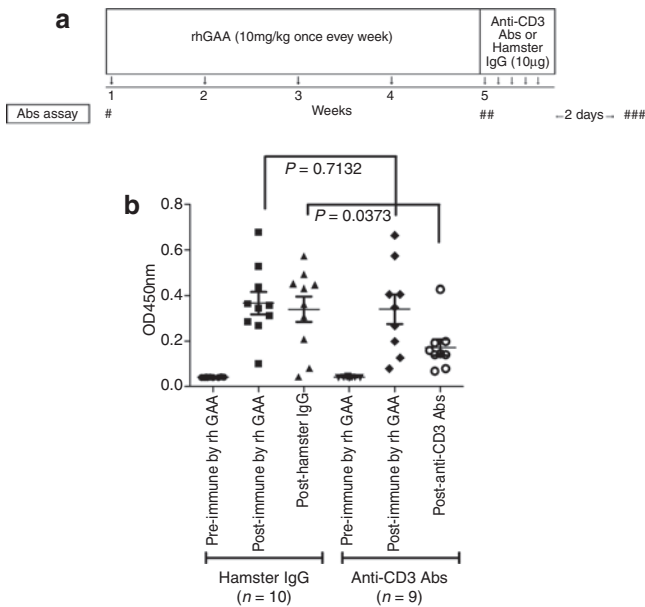 a
rhGAA (10mg/kg once evey week)
Anti-CD3
Abs or
Hamster
IgG (10μg)
1 2 3 4 5
Weeks
Abs assay # ## 2 days ###
b
P = 0.7132
P = 0.0373
OD450nm
0.8
0.6
0.4
0.2
0.0
Pre-immune by rh GAA
Post-immune by rh GAA
Post-hamster IgG
Pre-immune by rh GAA
Post-immune by rh GAA
Post-anti-CD3 Abs
Hamster IgG
(n = 10)
Anti-CD3 Abs
(n = 9)